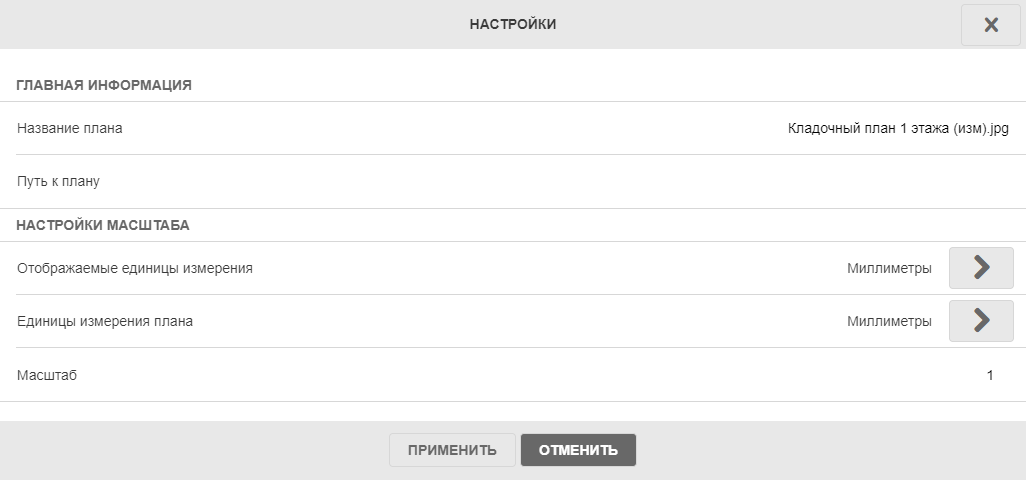 НАСТРОЙКИ
ГЛАВНАЯ ИНФОРМАЦИЯ
Название плана Кладочный план 1 этажа (изм).jpg
Путь к плану
НАСТРОЙКИ МАСШТАБА
Отображаемые единицы измерения Миллиметры
Единицы измерения плана Миллиметры
Масштаб 1
ПРИМЕНИТЬ ОТМЕНИТЬ